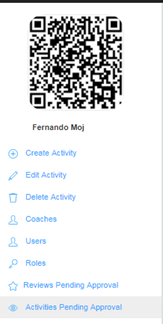 Fernando Moj
Create Activity
Edit Activity
Delete Activity
Coaches
Users
Roles
Reviews Pending Approval
Activities Pending Approval